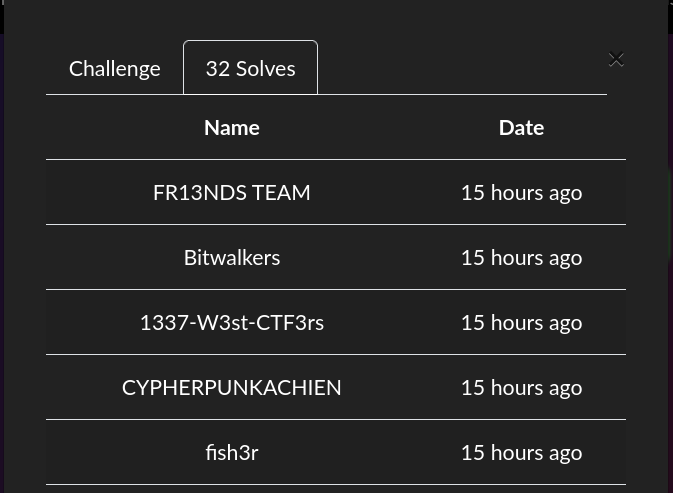 Challenge 32 Solves ×
Name Date
FR13NDS TEAM 15 hours ago
Bitwalkers 15 hours ago
1337-W3st-CTF3rs 15 hours ago
CYPHERPUNKACHIEN 15 hours ago
fish3r 15 hours ago